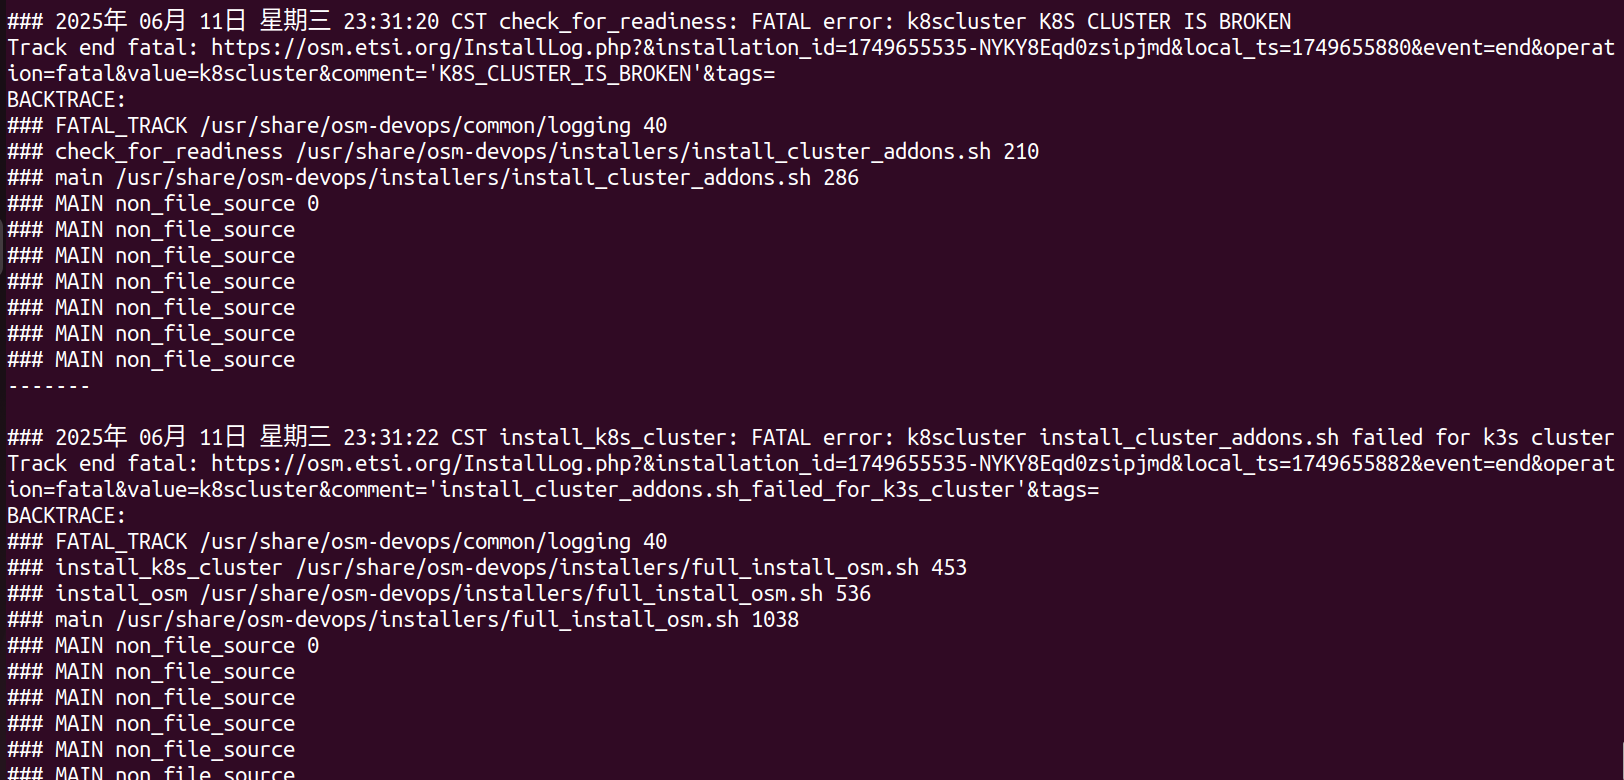 ### 2025年 06月 11日 星期三 23:31:20 CST check_for_readiness: FATAL error: k8scluster K8S CLUSTER IS BROKEN
Track end fatal: https://osm.etsi.org/InstallLog.php?&installation_id=1749655535-NYKY8Eqd0zsipjmd&local_ts=1749655880&event=end&operat
ion=fatal&value=k8scluster&comment='K8S_CLUSTER_IS_BROKEN'&tags=
BACKTRACE:
### FATAL_TRACK /usr/share/osm-devops/common/logging 40
### check_for_readiness /usr/share/osm-devops/installers/install_cluster_addons.sh 210
### main /usr/share/osm-devops/installers/install_cluster_addons.sh 286
### MAIN non_file_source 0
### MAIN non_file_source
### MAIN non_file_source
### MAIN non_file_source
### MAIN non_file_source
### MAIN non_file_source
### MAIN non_file_source
-------
### 2025年 06月 11日 星期三 23:31:22 CST install_k8s_cluster: FATAL error: k8scluster install_cluster_addons.sh failed for k3s cluster
Track end fatal: https://osm.etsi.org/InstallLog.php?&installation_id=1749655535-NYKY8Eqd0zsipjmd&local_ts=1749655882&event=end&operat
ion=fatal&value=k8scluster&comment='install_cluster_addons.sh_failed_for_k3s_cluster'&tags=
BACKTRACE:
### FATAL_TRACK /usr/share/osm-devops/common/logging 40
### install_k8s_cluster /usr/share/osm-devops/installers/full_install_osm.sh 453
### install_osm /usr/share/osm-devops/installers/full_install_osm.sh 536
### main /usr/share/osm-devops/installers/full_install_osm.sh 1038
### MAIN non_file_source 0
### MAIN non_file_source
### MAIN non_file_source
### MAIN non_file_source
### MAIN non_file_source
### MAIN non_file_source